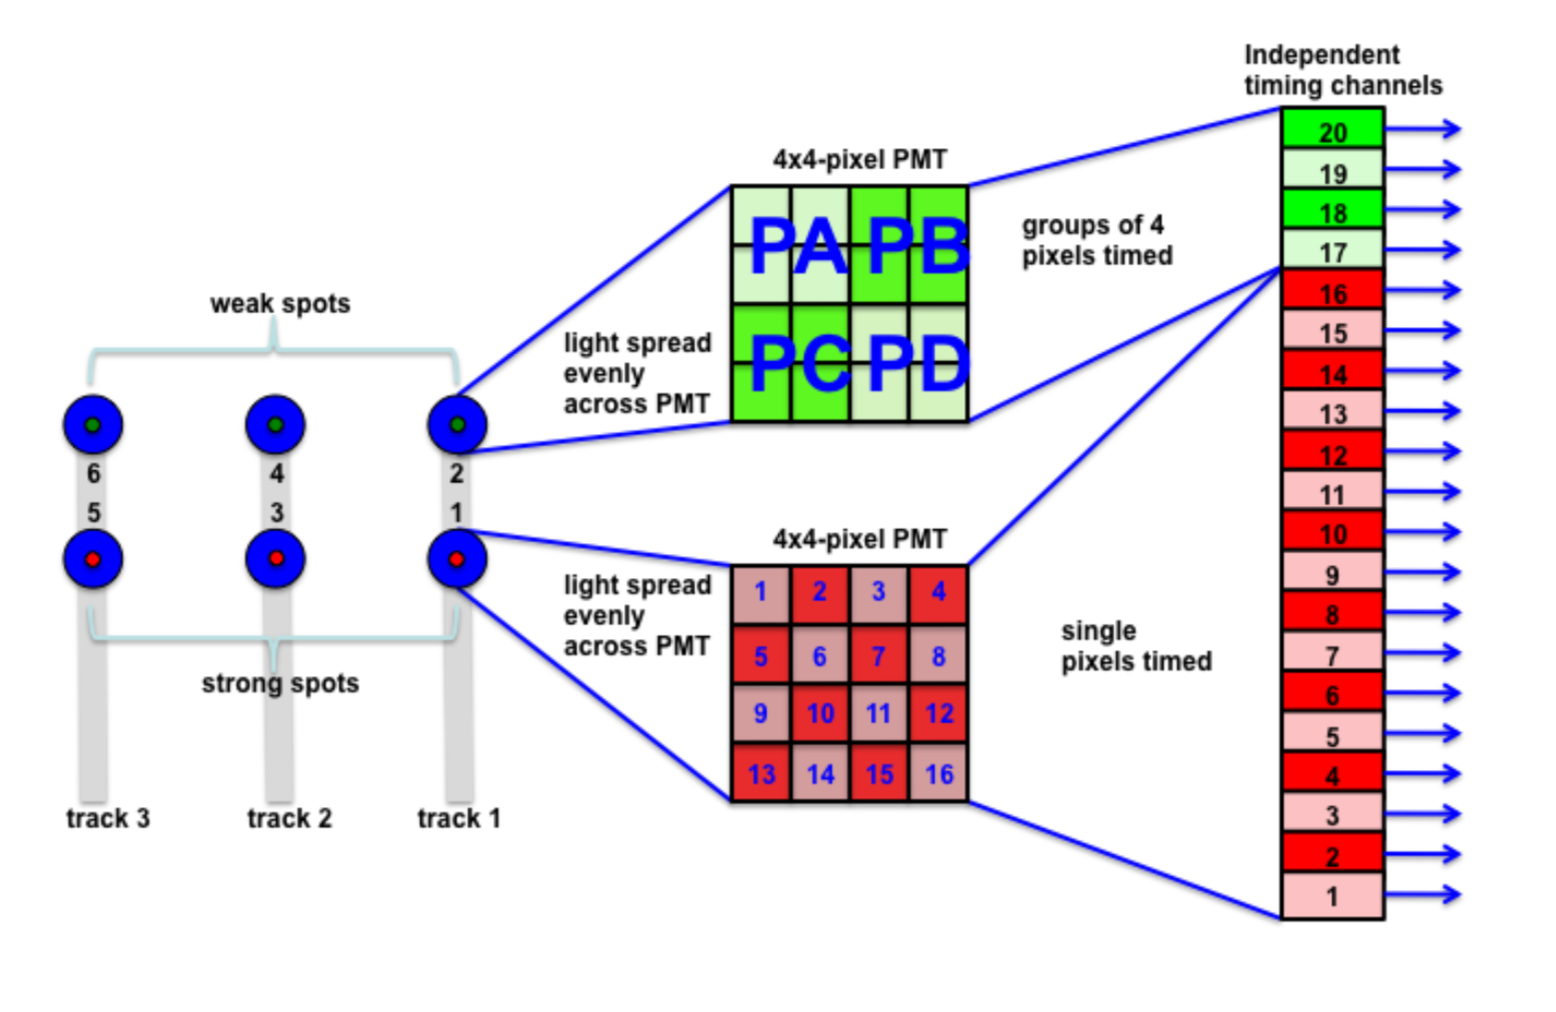 Independent
timing channels
4x4-pixel PMT
PA PB
PC PD
groups of 4
pixels timed
light spread
evenly
across PMT
weak spots
6 4 2
5 3 1
strong spots
track 3 track 2 track 1
4x4-pixel PMT
light spread
evenly
across PMT
1 2 3 4
5 6 7 8
9 10 11 12
13 14 15 16
single
pixels timed
20
19
18
17
16
15
14
13
12
11
10
9
8
7
6
5
4
3
2
1